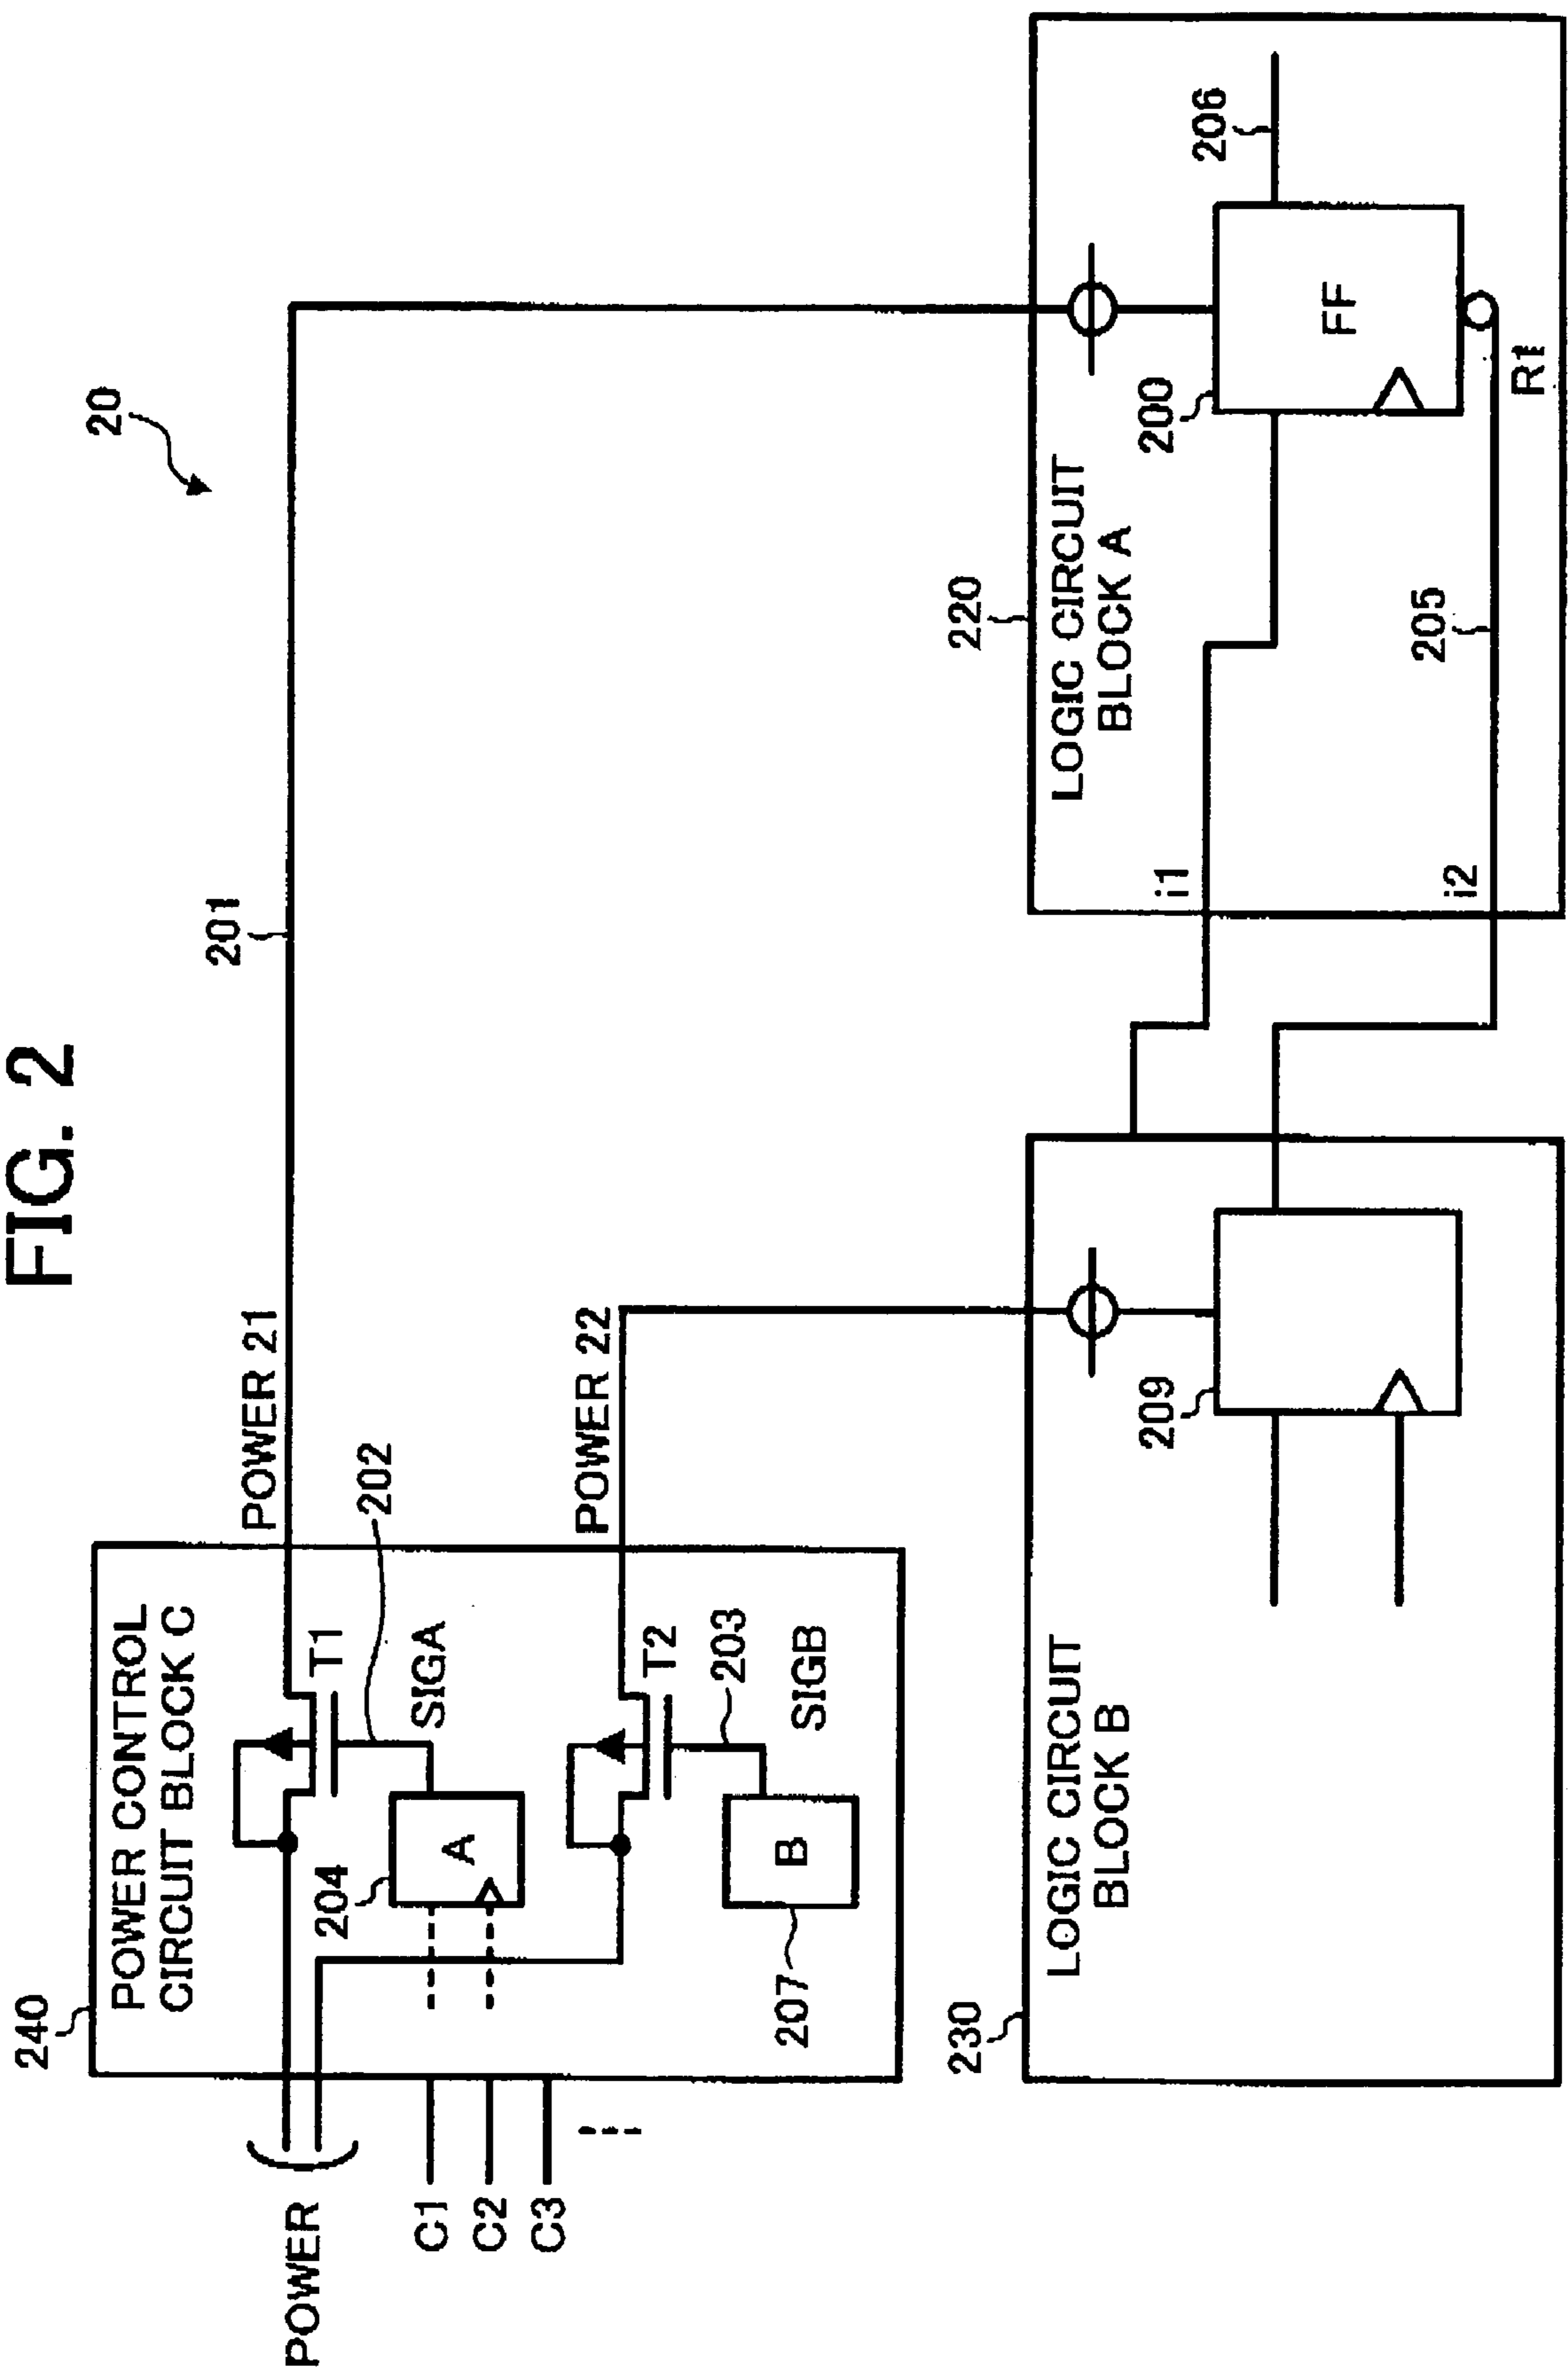 FIG. 2
20
240
POWER CONTROL
CIRCUIT BLOCK C
POWER 21
201
T1
202
SIGA
204
A
POWER
POWER 22
T2
203
SIGB
B
207
C1
C2
C3
230
LOGIC CIRCUIT
BLOCK B
209
220
LOGIC CIRCUIT
BLOCK A
200
FF
206
i1
i2
205
R1